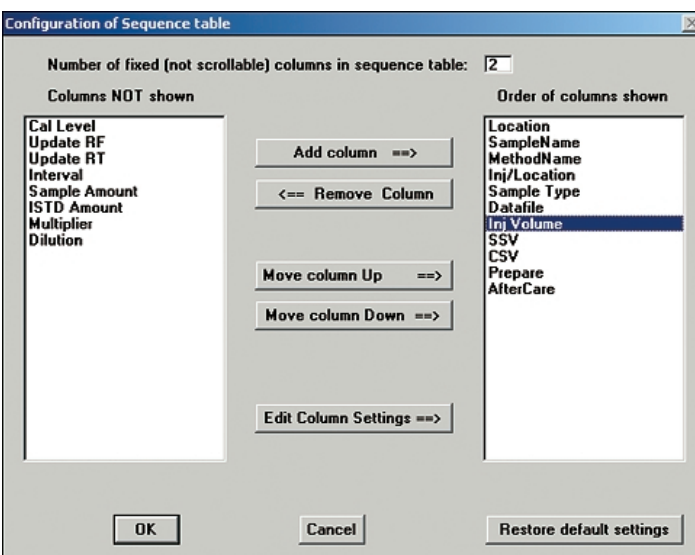 Configuration of Sequence table
Number of fixed (not scrollable) columns in sequence table: 2
Columns NOT shown
Cal Level
Update RF
Update RT
Interval
Sample Amount
ISTD Amount
Multiplier
Dilution
Add column ==>
<== Remove Column
Move column Up ==>
Move column Down ==>
Edit Column Settings ==>
Order of columns shown
Location
SampleName
MethodName
Inj/Location
Sample Type
Datafile
Inj Volume
SSV
CSV
Prepare
AfterCare
OK
Cancel
Restore default settings